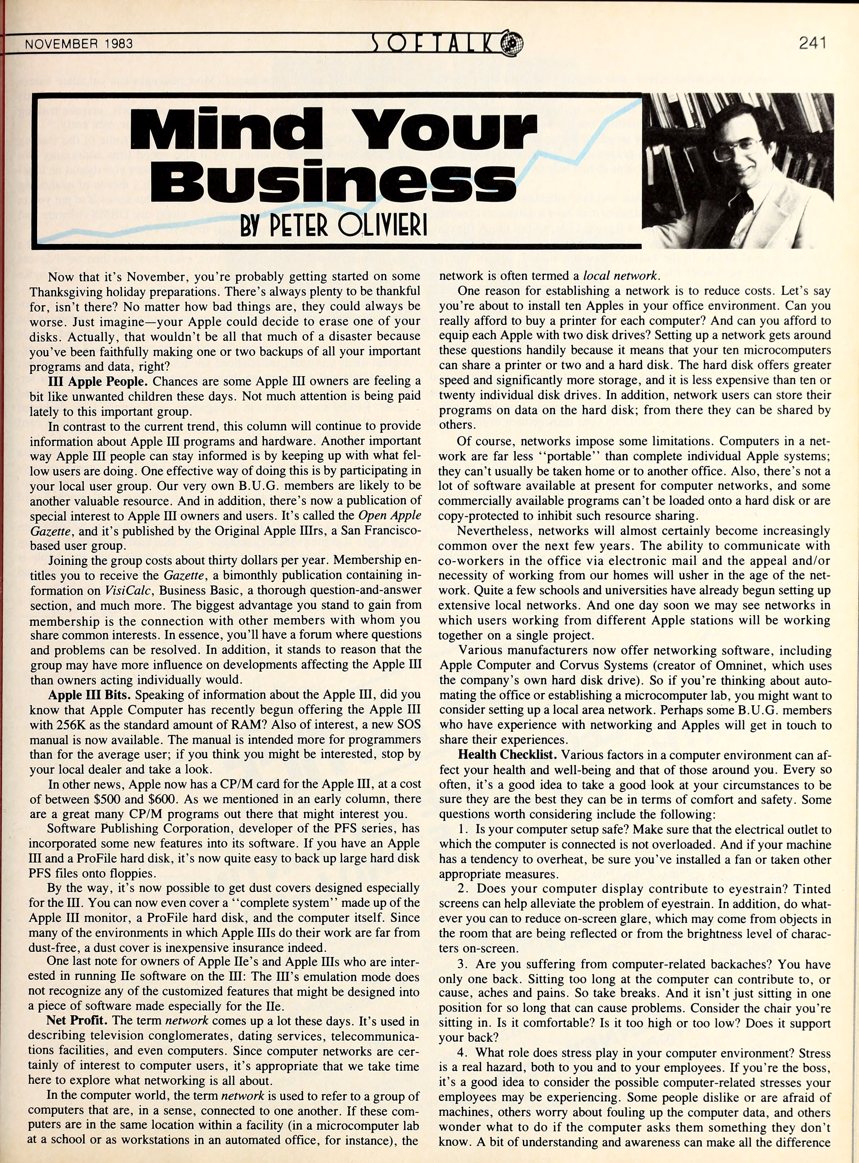 NOVEMBER 1983
SOFTALK
241
Mind Your
Business
BY PETER OLIVIERI
Now that it's November, you're probably getting started on some
Thanksgiving holiday preparations. There's always plenty to be thankful
for, isn't there? No matter how bad things are, they could always be
worse. Just imagine—your Apple could decide to erase one of your
disks. Actually, that wouldn't be all that much of a disaster because
you've been faithfully making one or two backups of all your important
programs and data, right?
III Apple People. Chances are some Apple III owners are feeling a
bit like unwanted children these days. Not much attention is being paid
lately to this important group.
In contrast to the current trend, this column will continue to provide
information about Apple III programs and hardware. Another important
way Apple III people can stay informed is by keeping up with what fel-
low users are doing. One effective way of doing this is by participating in
your local user group. Our very own B.U.G. members are likely to be
another valuable resource. And in addition, there's now a publication of
special interest to Apple III owners and users. It's called the Open Apple
Gazette, and it's published by the Original Apple IIIrs, a San Francisco-
based user group.
Joining the group costs about thirty dollars per year. Membership en-
titles you to receive the Gazette, a bimonthly publication containing in-
formation on VisiCalc, Business Basic, a thorough question-and-answer
section, and much more. The biggest advantage you stand to gain from
membership is the connection with other members with whom you
share common interests. In essence, you'll have a forum where questions
and problems can be resolved. In addition, it stands to reason that the
group may have more influence on developments affecting the Apple III
than owners acting individually would.
Apple III Bits. Speaking of information about the Apple III, did you
know that Apple Computer has recently begun offering the Apple III
with 256K as the standard amount of RAM? Also of interest, a new SOS
manual is now available. The manual is intended more for programmers
than for the average user; if you think you might be interested, stop by
your local dealer and take a look.
In other news, Apple now has a CP/M card for the Apple III, at a cost
of between $500 and $600. As we mentioned in an early column, there
are a great many CP/M programs out there that might interest you.
Software Publishing Corporation, developer of the PFS series, has
incorporated some new features into its software. If you have an Apple
III and a ProFile hard disk, it's now quite easy to back up large hard disk
PFS files onto floppies.
By the way, it's now possible to get dust covers designed especially
for the III. You can now even cover a "complete system" made up of the
Apple III monitor, a ProFile hard disk, and the computer itself. Since
many of the environments in which Apple IIIs do their work are far from
dust-free, a dust cover is inexpensive insurance indeed.
One last note for owners of Apple IIe's and Apple IIIs who are inter-
ested in running IIe software on the III: The III's emulation mode does
not recognize any of the customized features that might be designed into
a piece of software made especially for the IIe.
Net Profit. The term network comes up a lot these days. It's used in
describing television conglomerates, dating services, telecommunica-
tions facilities, and even computers. Since computer networks are cer-
tainly of interest to computer users, it's appropriate that we take time
here to explore what networking is all about.
In the computer world, the term network is used to refer to a group of
computers that are, in a sense, connected to one another. If these com-
puters are in the same location within a facility (in a microcomputer lab
at a school or as workstations in an automated office, for instance), the
network is often termed a local network.
One reason for establishing a network is to reduce costs. Let's say
you're about to install ten Apples in your office environment. Can you
really afford to buy a printer for each computer? And can you afford to
equip each Apple with two disk drives? Setting up a network gets around
these questions handily because it means that your ten microcomputers
can share a printer or two and a hard disk. The hard disk offers greater
speed and significantly more storage, and it is less expensive than ten or
twenty individual disk drives. In addition, network users can store their
programs on data on the hard disk; from there they can be shared by
others.
Of course, networks impose some limitations. Computers in a net-
work are far less "portable" than complete individual Apple systems;
they can't usually be taken home or to another office. Also, there's not a
lot of software available at present for computer networks, and some
commercially available programs can't be loaded onto a hard disk or are
copy-protected to inhibit such resource sharing.
Nevertheless, networks will almost certainly become increasingly
common over the next few years. The ability to communicate with
co-workers in the office via electronic mail and the appeal and/or
necessity of working from our homes will usher in the age of the net-
work. Quite a few schools and universities have already begun setting up
extensive local networks. And one day soon we may see networks in
which users working from different Apple stations will be working
together on a single project.
Various manufacturers now offer networking software, including
Apple Computer and Corvus Systems (creator of Omninet, which uses
the company's own hard disk drive). So if you're thinking about auto-
mating the office or establishing a microcomputer lab, you might want to
consider setting up a local area network. Perhaps some B.U.G. members
who have experience with networking and Apples will get in touch to
share their experiences.
Health Checklist. Various factors in a computer environment can af-
fect your health and well-being and that of those around you. Every so
often, it's a good idea to take a good look at your circumstances to be
sure they are the best they can be in terms of comfort and safety. Some
questions worth considering include the following:
1. Is your computer setup safe? Make sure that the electrical outlet to
which the computer is connected is not overloaded. And if your machine
has a tendency to overheat, be sure you've installed a fan or taken other
appropriate measures.
2. Does your computer display contribute to eyestrain? Tinted
screens can help alleviate the problem of eyestrain. In addition, do what-
ever you can to reduce on-screen glare, which may come from objects in
the room that are being reflected or from the brightness level of charac-
ters on-screen.
3. Are you suffering from computer-related backaches? You have
only one back. Sitting too long at the computer can contribute to, or
cause, aches and pains. So take breaks. And it isn't just sitting in one
position for so long that can cause problems. Consider the chair you're
sitting in. Is it comfortable? Is it too high or too low? Does it support
your back?
4. What role does stress play in your computer environment? Stress
is a real hazard, both to you and to your employees. If you're the boss,
it's a good idea to consider the possible computer-related stresses your
employees may be experiencing. Some people dislike or are afraid of
machines, others worry about fouling up the computer data, and others
wonder what to do if the computer asks them something they don't
know. A bit of understanding and awareness can make all the difference